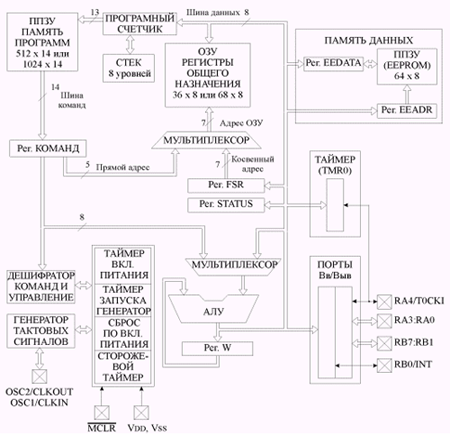 ППЗУ
ПАМЯТЬ
ПРОГРАММ
512 x 14 или
1024 x 14
13
ПРОГРАМНЫЙ
СЧЕТЧИК
Шина данных
8
СТЕК
8 уровней
ОЗУ
РЕГИСТРЫ
ОБЩЕГО
НАЗНАЧЕНИЯ
36 x 8 или 68 x 8
ПАМЯТЬ ДАННЫХ
Рег. EEDATA
ППЗУ
(EEPROM)
64 x 8
Рег. EEADR
14
Шина
команд
7
Адрес ОЗУ
Рег. КОМАНД
5
Прямой адрес
МУЛЬТИПЛЕКСОР
7
Косвенный
адрес
Рег. FSR
Рег. STATUS
ТАЙМЕР
(TMR0)
8
МУЛЬТИПЛЕКСОР
ДЕШИФРАТОР
КОМАНД И
УПРАВЛЕНИЕ
ГЕНЕРАТОР
ТАКТОВЫХ
СИГНАЛОВ
OSC2/CLKOUT
OSC1/CLKIN
ТАЙМЕР
ВКЛ.
ПИТАНИЯ
ТАЙМЕР
ЗАПУСКА
ГЕНЕРАТОР
СБРОС
ПО ВКЛ.
ПИТАНИЯ
СТОРОЖЕ-
ВОЙ
ТАЙМЕР
MCLR
VDD, VSS
АЛУ
Рег. W
ПОРТЫ
Вв/Выв
RA4/T0CKI
RA3:RA0
RB7:RB1
RB0/INT